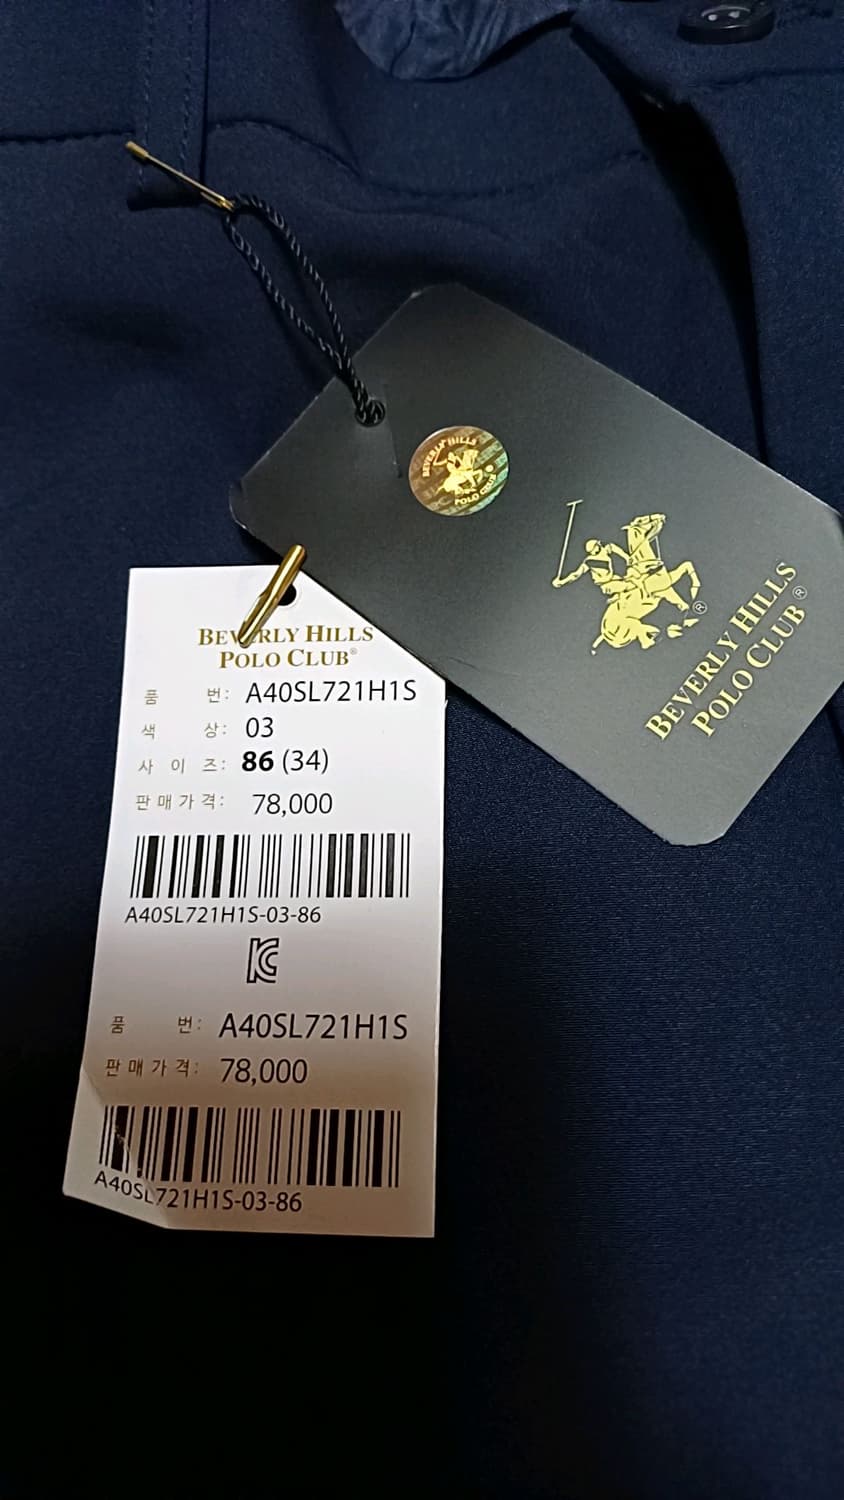 BEVERLY HILLS
POLO CLUB
BEVERLY HILLS
POLO CLUB®
®
BEVERLY HILLS
POLO CLUB®
품 번: A40SL721H1S
색 상: 03
사 이 즈: 86 (34)
판매가격: 78,000
A40SL721H1S-03-86
KC
품 번: A40SL721H1S
판매가격: 78,000
A40SL721H1S-03-86